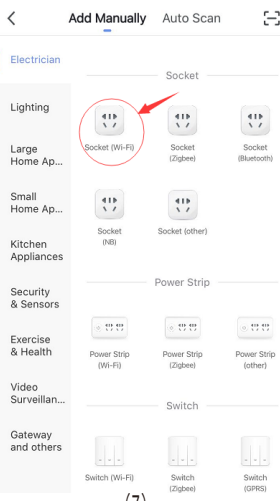 Add Manually Auto Scan
Electrician
Lighting
Large
Home Ap...
Small
Home Ap...
Kitchen
Appliances
Security
& Sensors
Exercise
& Health
Video
Surveillan...
Gateway
and others
Socket
Socket (Wi-Fi)
Socket
(Zigbee)
Socket
(Bluetooth)
Socket
(NB)
Socket (other)
Power Strip
Power Strip
(Wi-Fi)
Power Strip
(Zigbee)
Power Strip
(other)
Switch
Switch (Wi-Fi)
Switch
(Zigbee)
Switch
(GPRS)
(7)